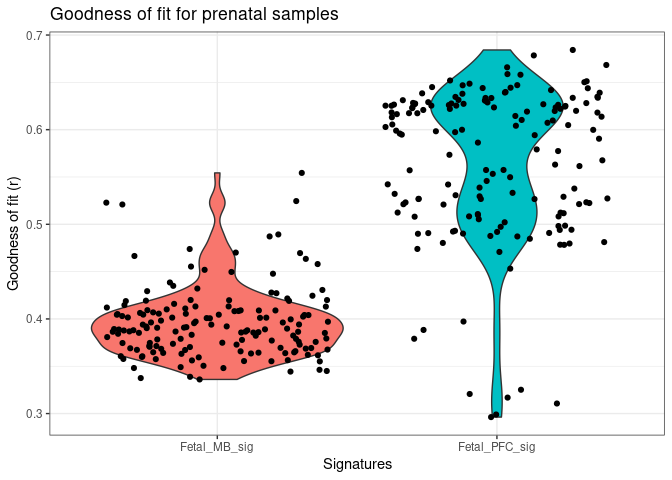 Goodness of fit for prenatal samples
0.7
0.6
0.5
0.4
0.3
Goodness of fit (r)
Fetal_MB_sig Fetal_PFC_sig
Signatures